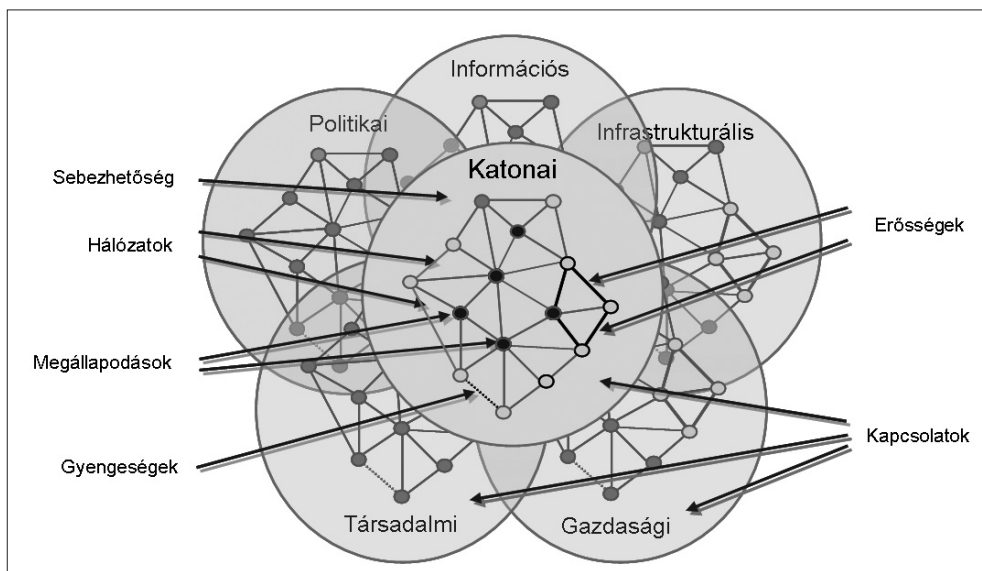 Információs
Politikai
Infrastrukturális
Katonai
Sebezhetőség
Hálózatok
Erősségek
Megállapodások
Gyengeségek
Kapcsolatok
Társadalmi
Gazdasági